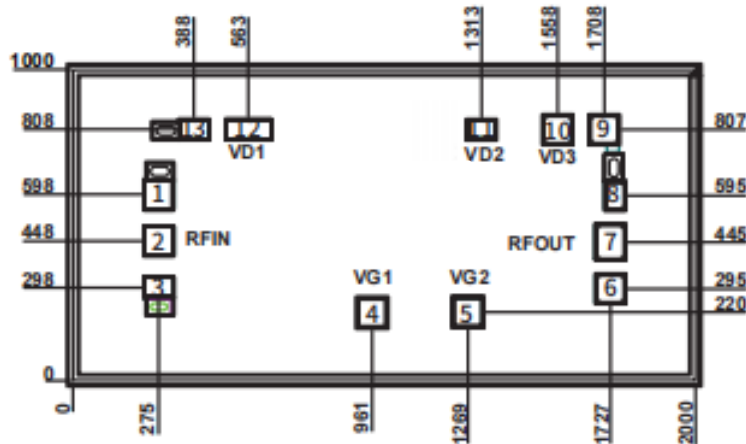 388 563 1313 1558 1708
1000
808 13 12 11 10 9 807
VD1 VD2 VD3
598 1 8 595
448 2 RFIN RFOUT 7 445
298 3 VG1 VG2 6 295
4 5 220
0
0 275 961 1269 1727 2000